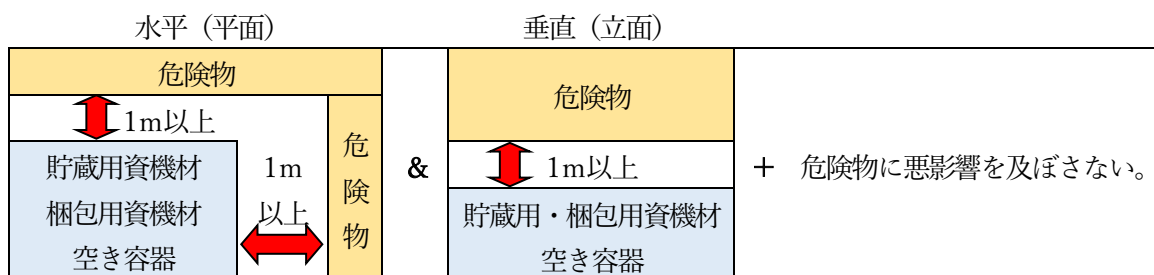 水平（平面）
垂直（立面）
危険物
1m以上
貯蔵用資機材
梱包用資機材
空き容器
1m
以上
危
険
物
&
危険物
1m以上
貯蔵用・梱包用資機材
空き容器
＋ 危険物に悪影響を及ぼさない。